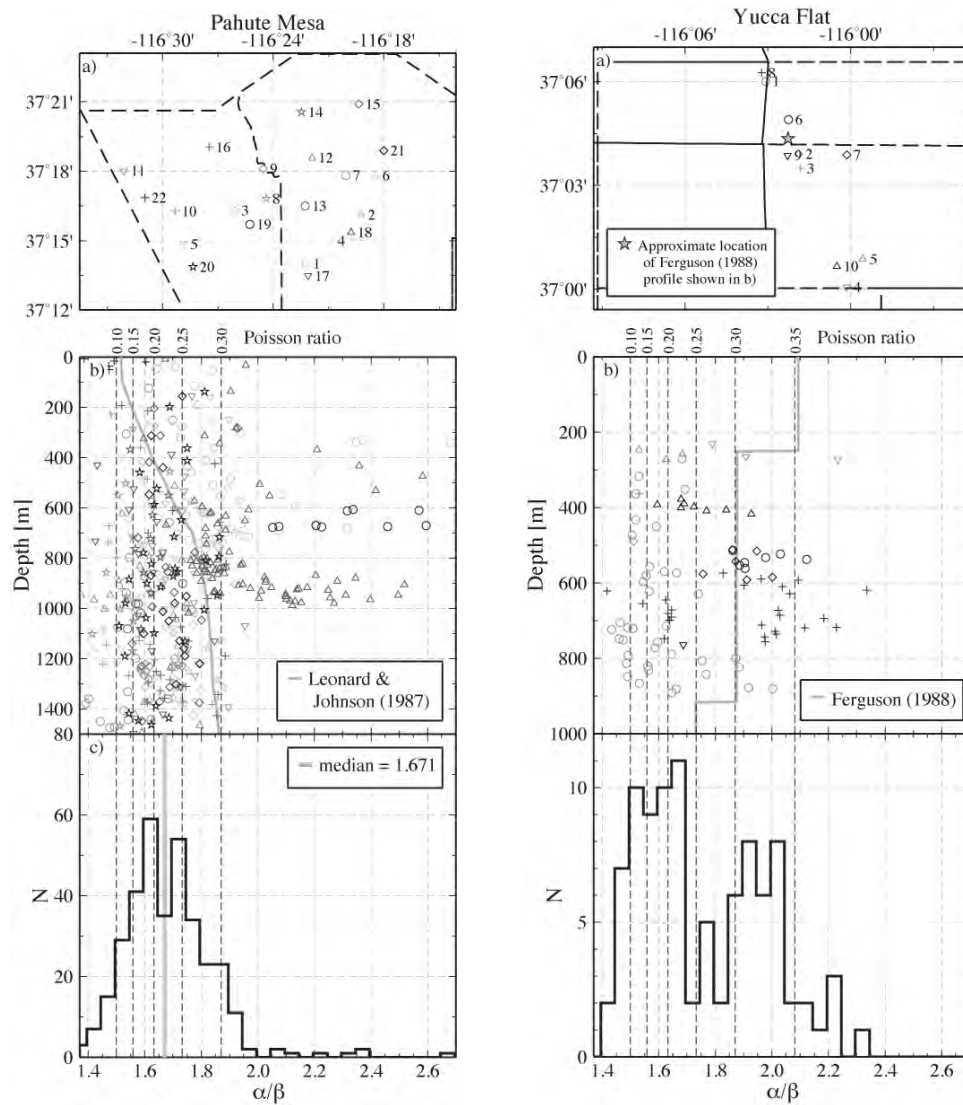 Pahute Mesa
-116˚30' -116˚24' -116˚18'
a)
37˚21'
37˚18'
37˚15'
37˚12'
14
15
16
12
21
11
9
7
6
22
10
3
8
13
2
19
18
4
5
20
1
17
0.10
0.15
0.20
0.25
0.30
Poisson ratio
b)
0
200
400
600
800
1000
1200
1400
Depth [m]
Leonard &
Johnson (1987)
c)
80
60
40
20
0
N
median = 1.671
1.4 1.6 1.8 2.0 2.2 2.4 2.6
α/β
Yucca Flat
-116˚06' -116˚00'
a)
37˚06'
37˚03'
37˚00'
8
1
6
9
2
7
3
5
10
4
Approximate location
of Ferguson (1988)
profile shown in b)
0.10
0.15
0.20
0.25
0.30
0.35
Poisson ratio
b)
0
200
400
600
800
1000
Depth [m]
Ferguson (1988)
10
5
0
N
1.4 1.6 1.8 2.0 2.2 2.4 2.6
α/β